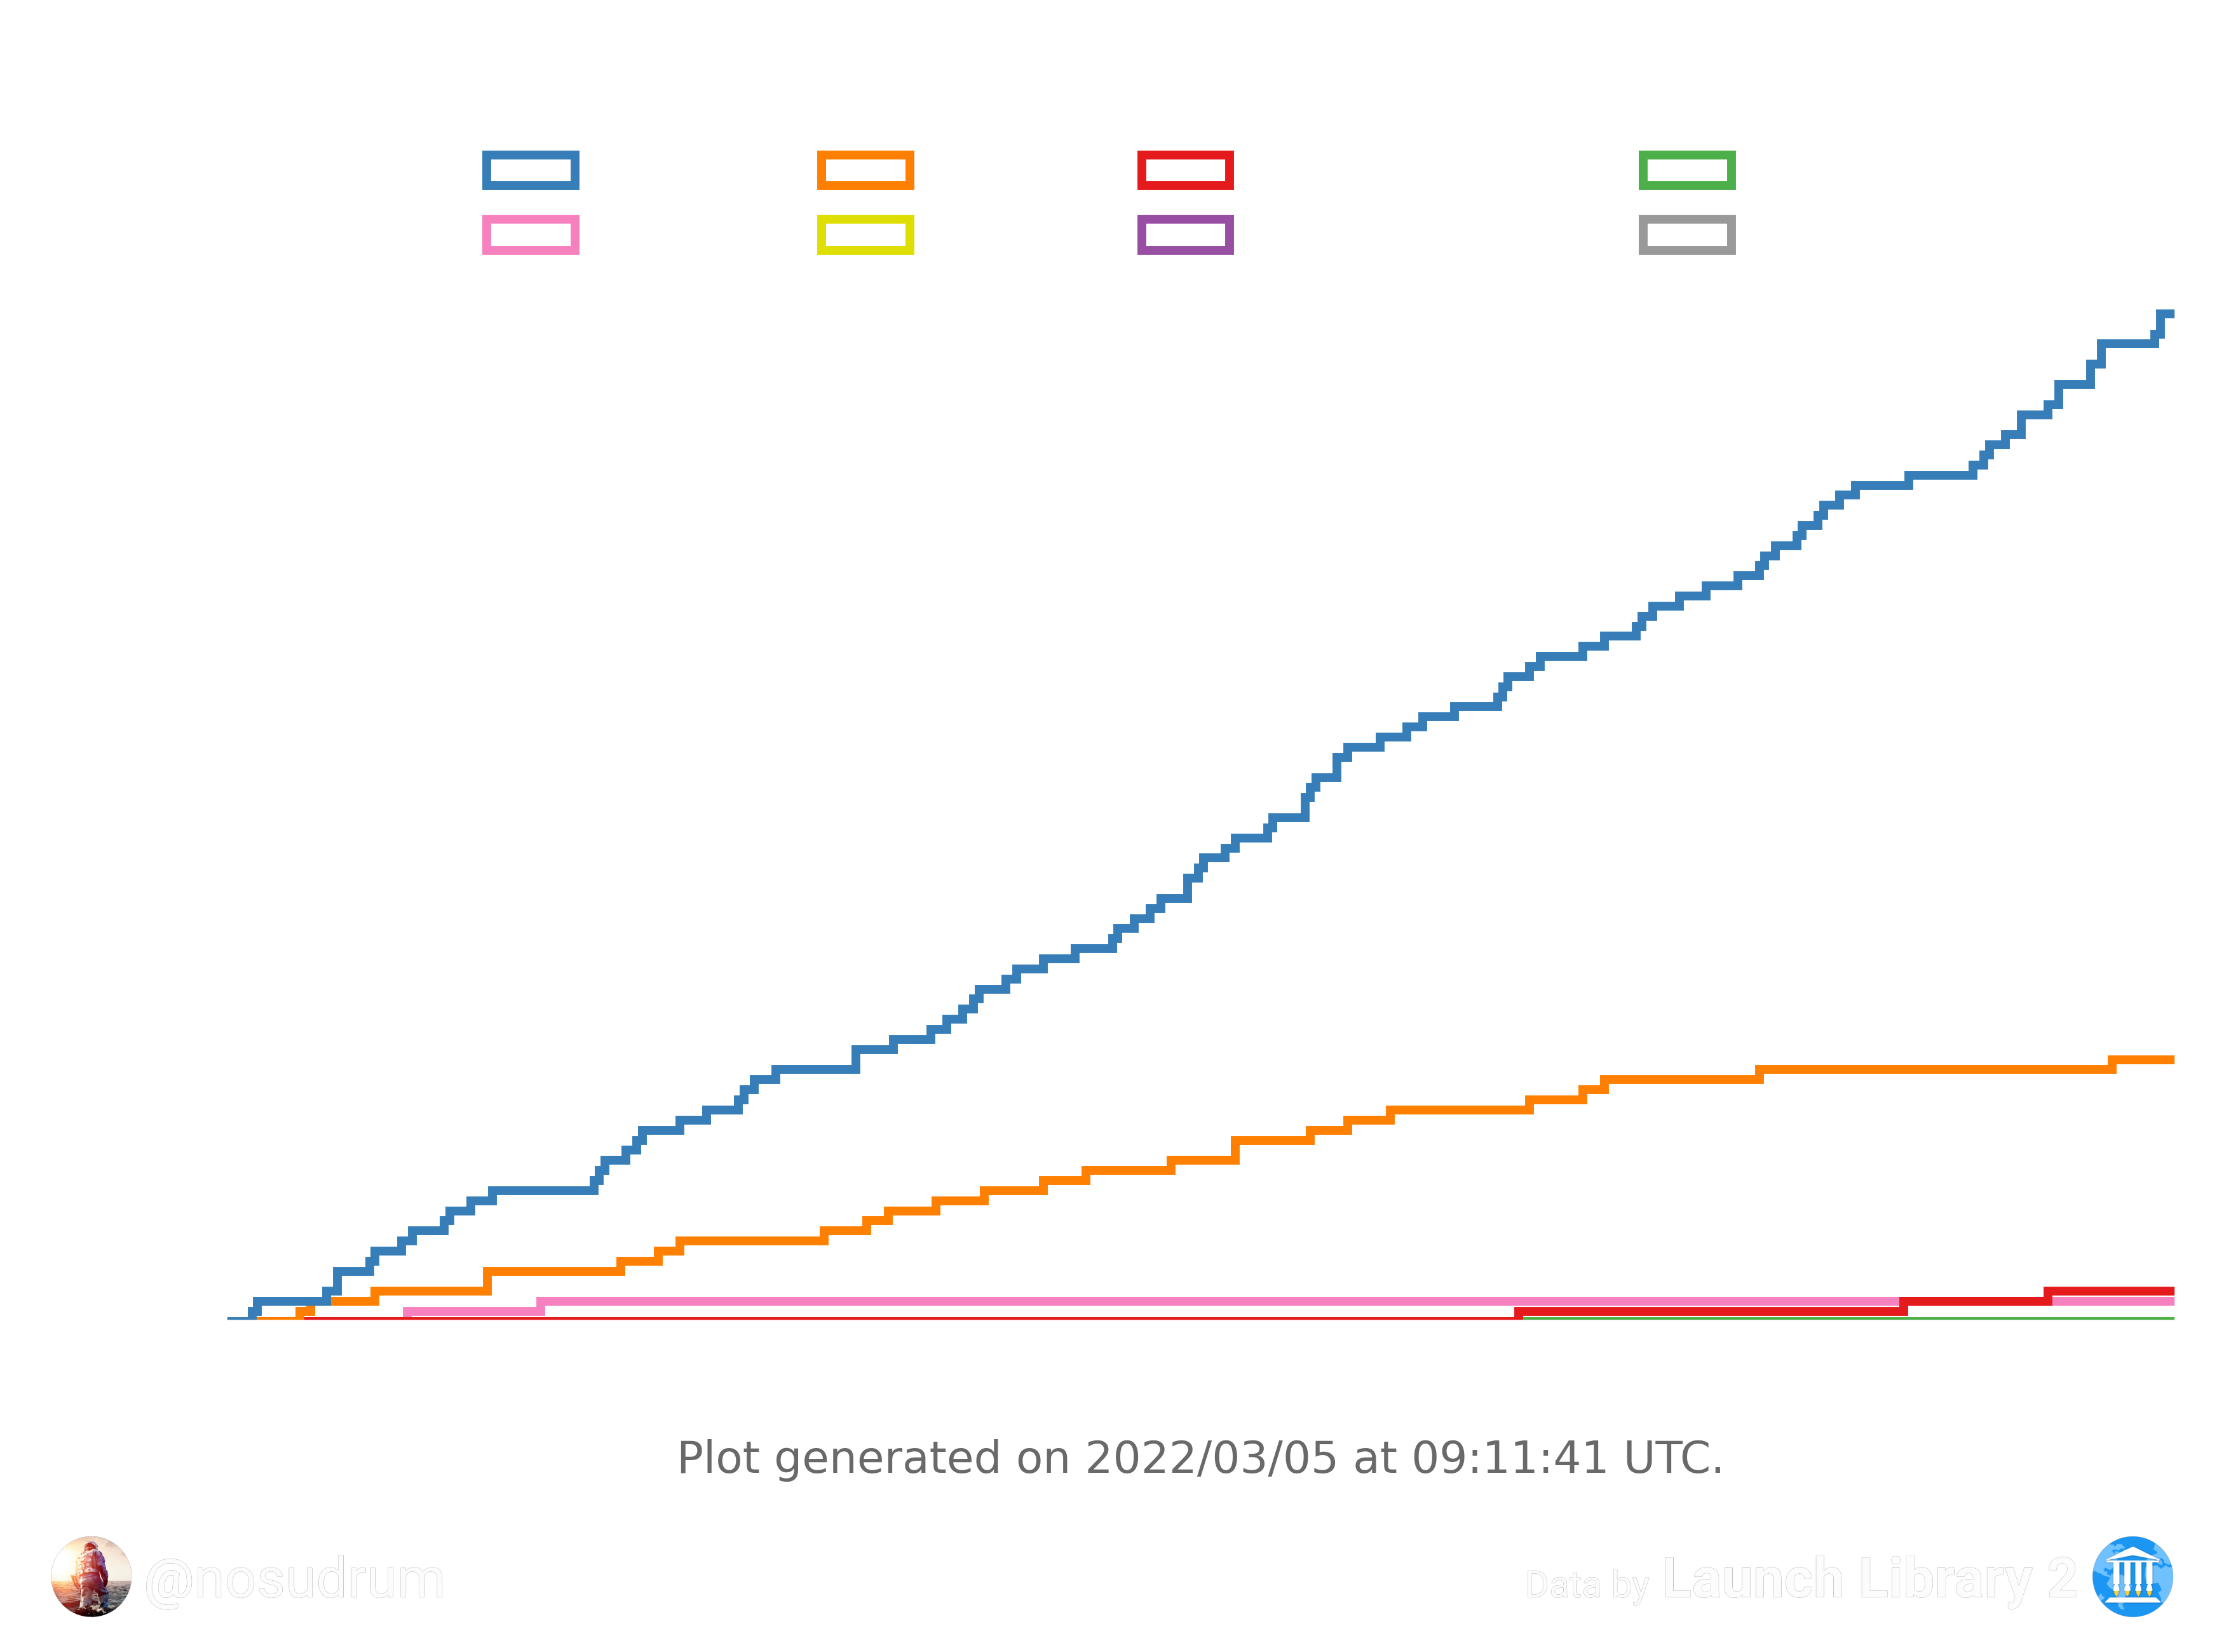 Plot generated on 2022/03/05 at 09:11:41 UTC.
@nosudrum
Data by Launch Library 2